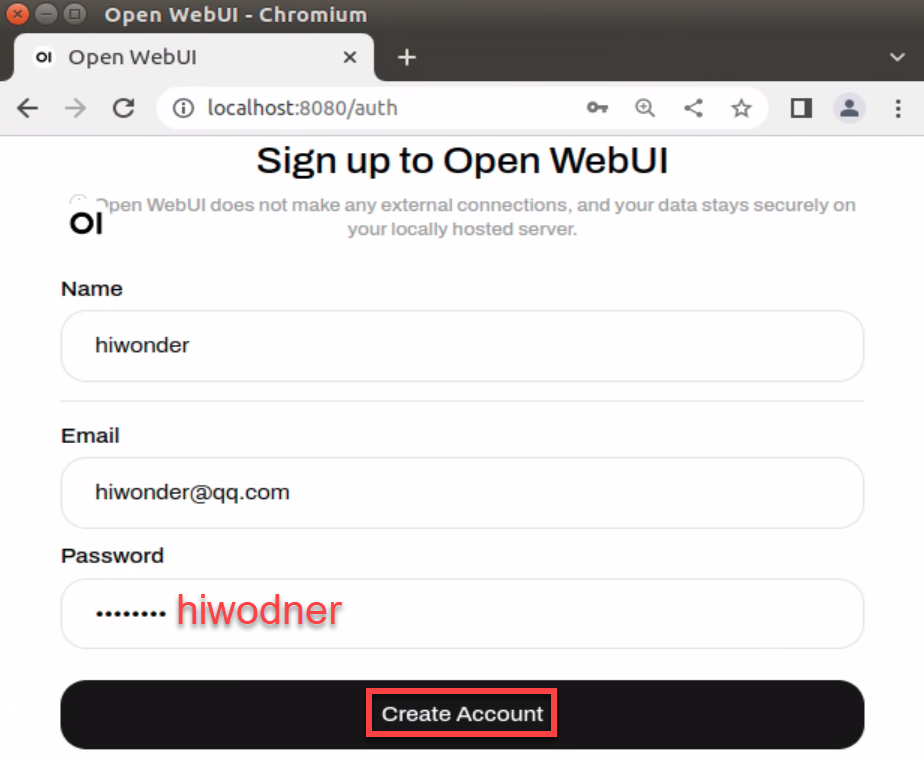 Open WebUI - Chromium
OI Open WebUI
localhost:8080/auth
Sign up to Open WebUI
Open WebUI does not make any external connections, and your data stays securely on
your locally hosted server.
OI
Name
hiwonder
Email
hiwonder@qq.com
Password
•••••••• hiwodner
Create Account